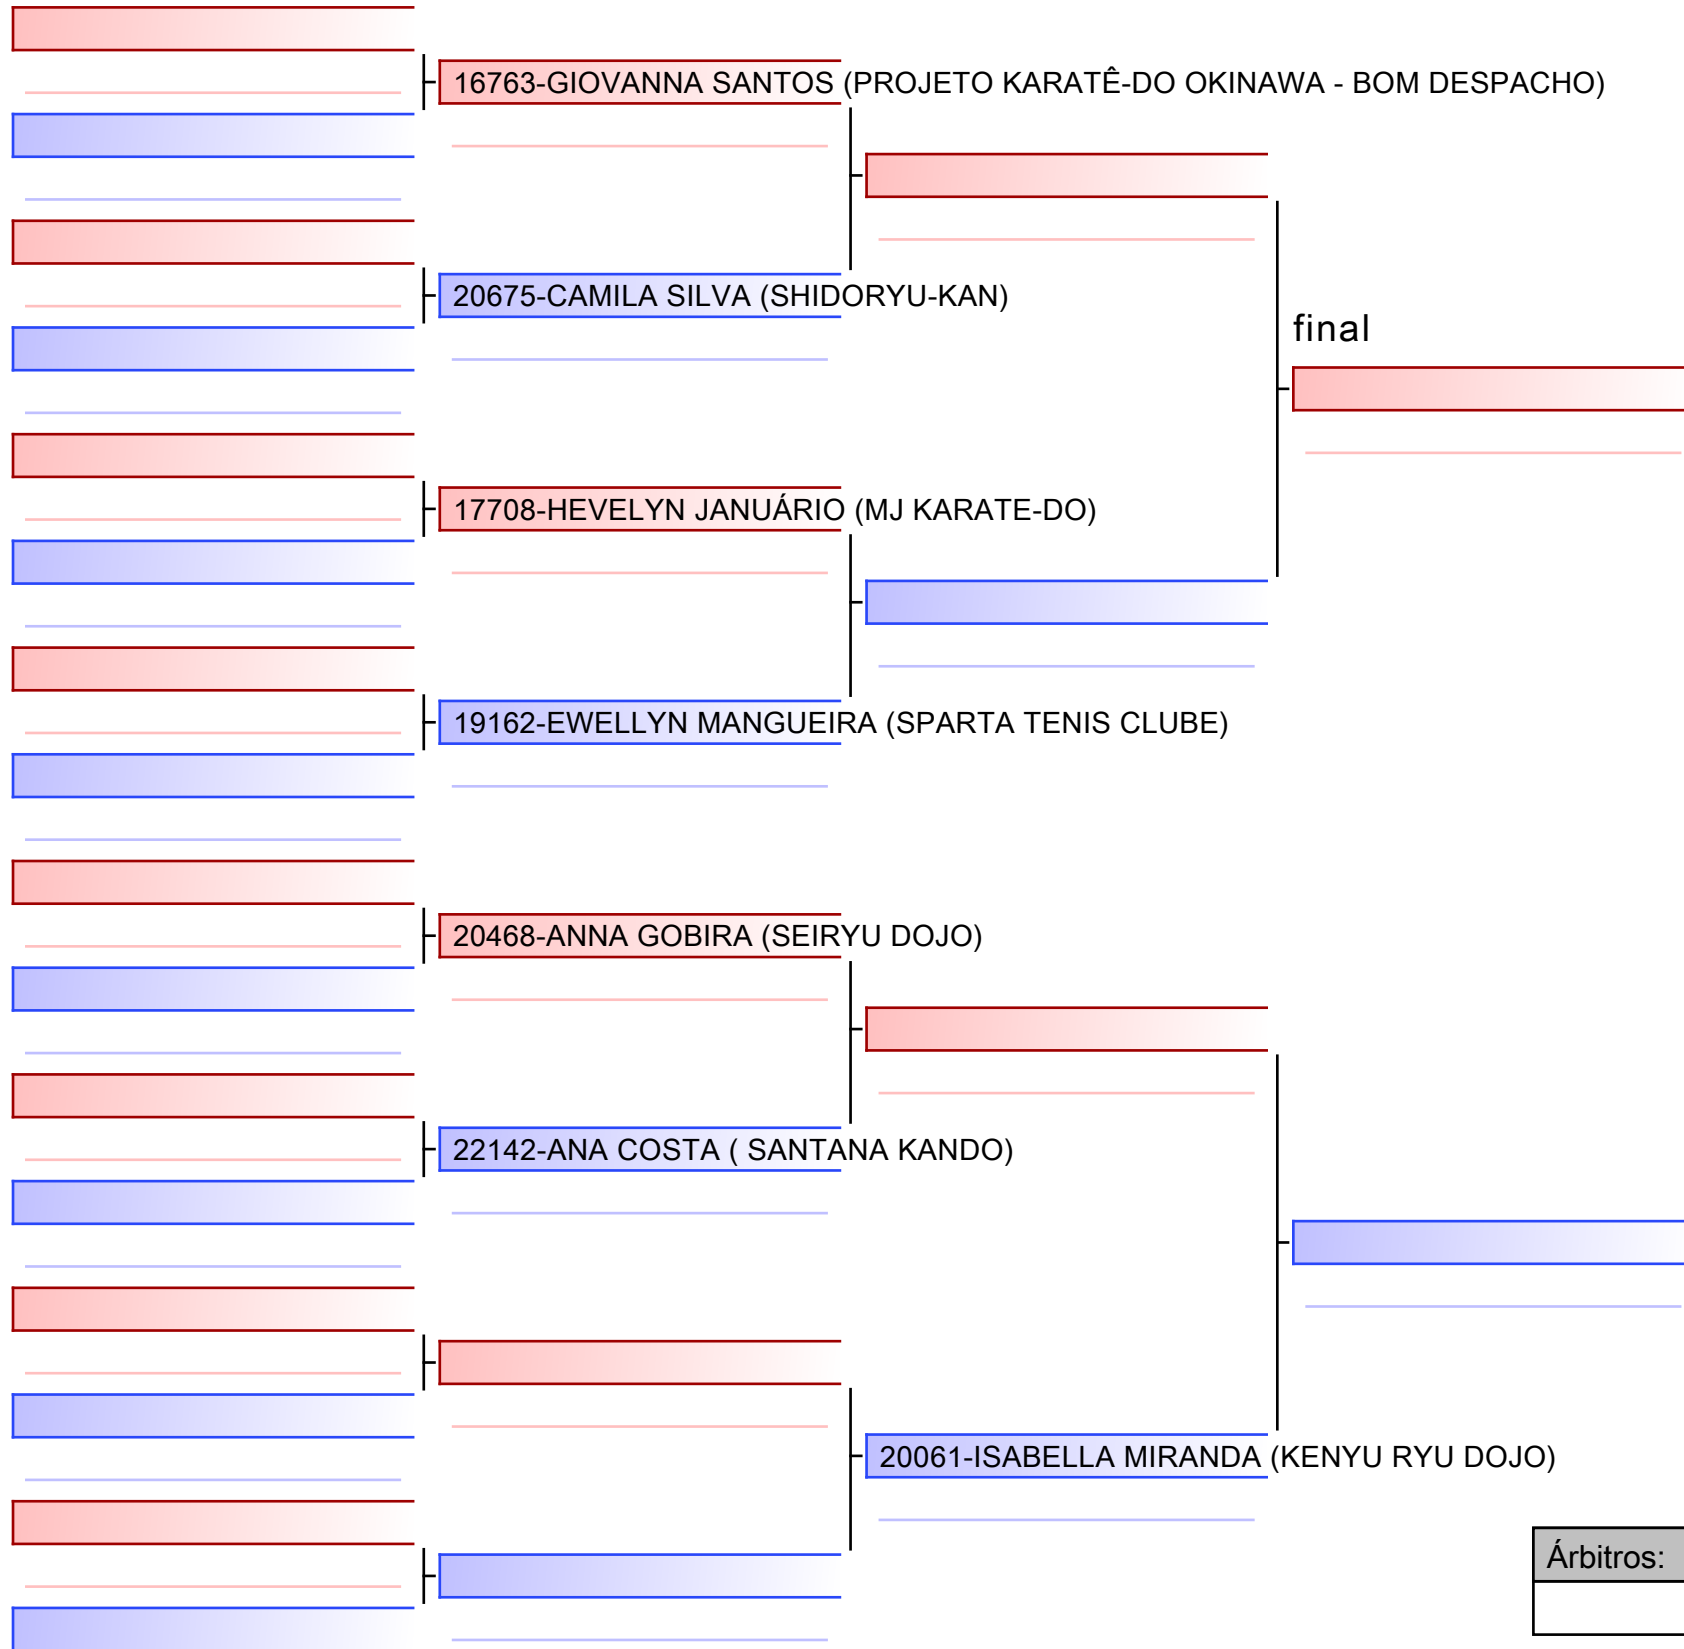 16763-GIOVANNA SANTOS (PROJETO KARATÊ-DO OKINAWA - BOM DESPACHO)
20675-CAMILA SILVA (SHIDORYU-KAN)
final
17708-HEVELYN JANUÁRIO (MJ KARATE-DO)
19162-EWELLYN MANGUEIRA (SPARTA TENIS CLUBE)
20468-ANNA GOBIRA (SEIRYU DOJO)
22142-ANA COSTA ( SANTANA KANDO)
20061-ISABELLA MIRANDA (KENYU RYU DOJO)
Árbitros: